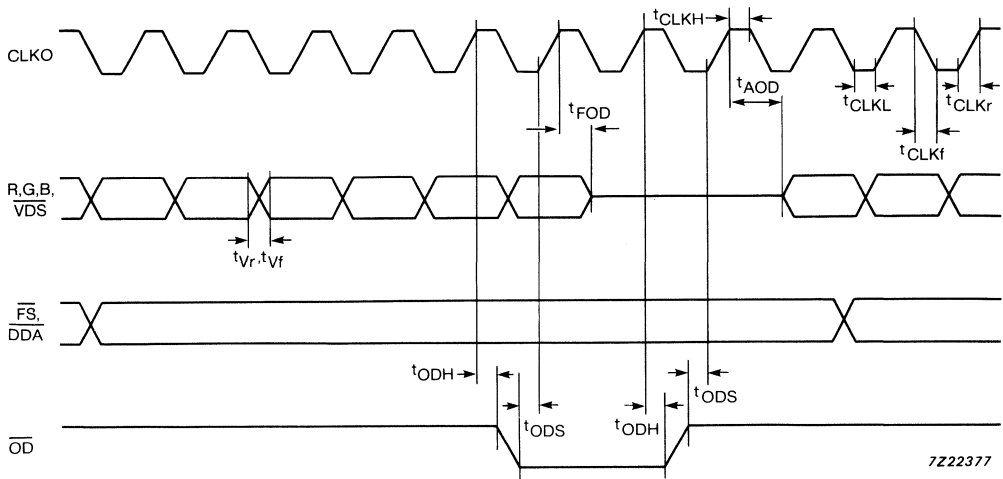 CLKO
tCLKH
tAOD
tFOD
tCLKL
tCLKr
tCLKf
R,G,B,
VDS
tVr,tVf
FS,
DDA
tODH
tODS
tODH
tODS
OD
7Z22377